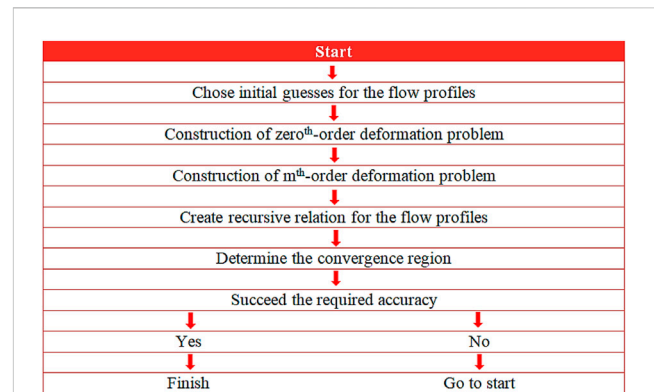 Start
Chose initial guesses for the flow profiles
Construction of zeroth-order deformation problem
Construction of mth-order deformation problem
Create recursive relation for the flow profiles
Determine the convergence region
Succeed the required accuracy
Yes No
Finish Go to start